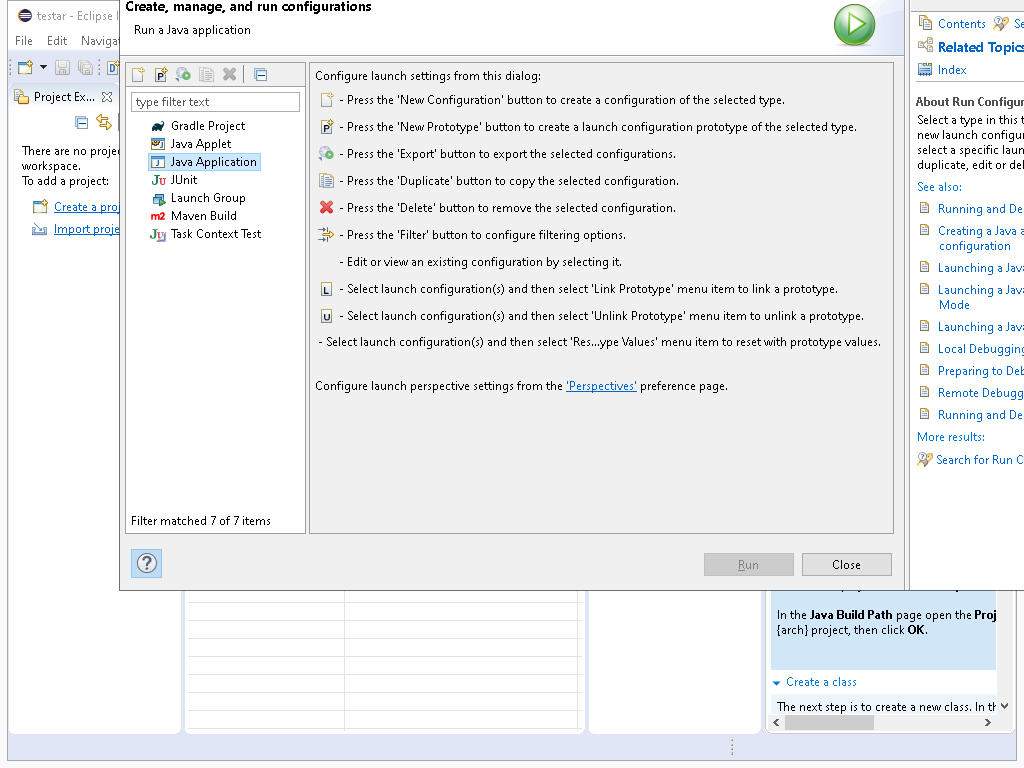 testar - Eclipse
File Edit Navigat
Project Ex...
There are no proje
workspace.
To add a project:
Create a proj
Import proje
Create, manage, and run configurations
Run a Java application
type filter text
Gradle Project
Java Applet
Java Application
JUnit
Launch Group
Maven Build
Task Context Test
Filter matched 7 of 7 items
Configure launch settings from this dialog:
- Press the 'New Configuration' button to create a configuration of the selected type.
- Press the 'New Prototype' button to create a launch configuration prototype of the selected type.
- Press the 'Export' button to export the selected configurations.
- Press the 'Duplicate' button to copy the selected configuration.
- Press the 'Delete' button to remove the selected configuration.
- Press the 'Filter' button to configure filtering options.
- Edit or view an existing configuration by selecting it.
- Select launch configuration(s) and then select 'Link Prototype' menu item to link a prototype.
- Select launch configuration(s) and then select 'Unlink Prototype' menu item to unlink a prototype.
- Select launch configuration(s) and then select 'Res...ype Values' menu item to reset with prototype values.
Configure launch perspective settings from the 'Perspectives' preference page.
Run
Close
Contents Se
Related Topics
Index
About Run Configur
Select a type in this t
new launch configu
select a specific laun
duplicate, edit or del
See also:
Running and De
Creating a Java a
configuration
Launching a Java
Launching a Java
Mode
Launching a Java
Local Debugging
Preparing to Deb
Remote Debugg
Running and De
More results:
Search for Run C
In the Java Build Path page open the Proj
{arch} project, then click OK.
Create a class
The next step is to create a new class. In th